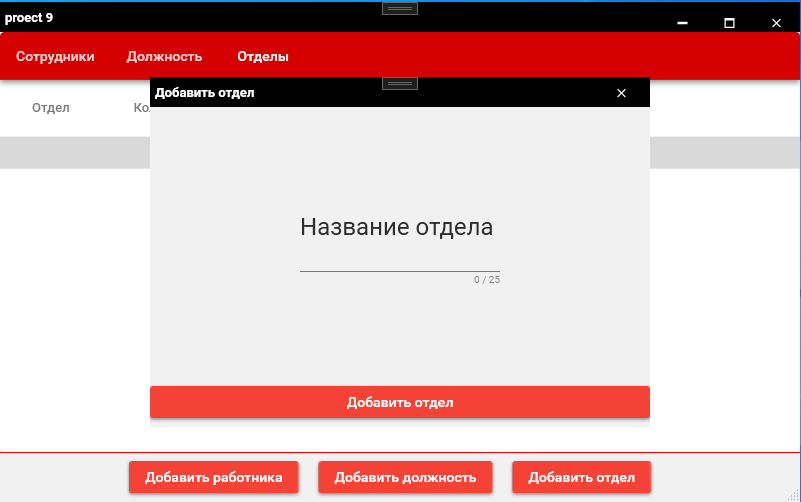 proect 9
Сотрудники Должность Отделы
Добавить отдел
Отдел Ко
Название отдела
0 / 25
Добавить отдел
Добавить работника Добавить должность Добавить отдел